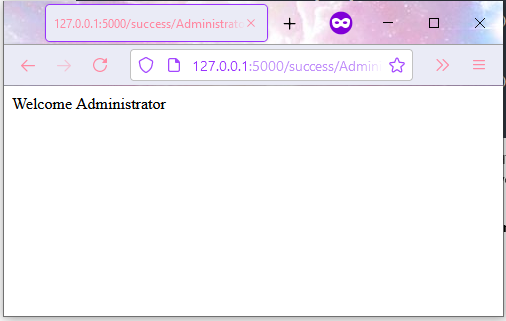 127.0.0.1:5000/success/Administrato
127.0.0.1:5000/success/Admin
Welcome Administrator